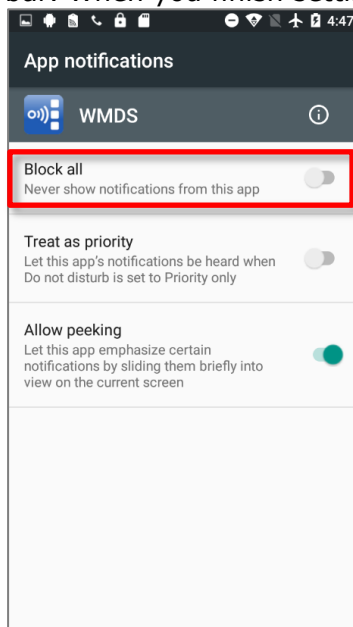 4:47
App notifications
WMDS
Block all
Never show notifications from this app
Treat as priority
Let this app's notifications be heard when
Do not disturb is set to Priority only
Allow peeking
Let this app emphasize certain
notifications by sliding them briefly into
view on the current screen